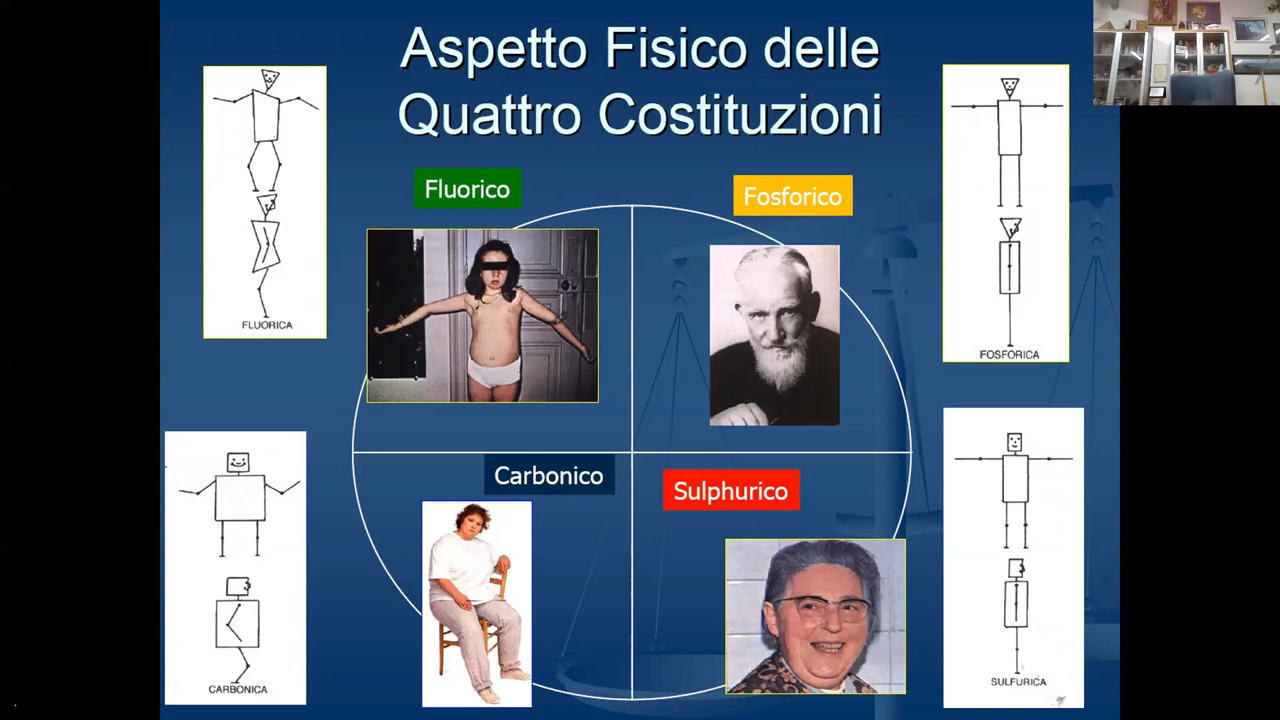 Aspetto Fisico delle
Quattro Costituzioni
Fluorico
Fosforico
FLUORICA
FOSFORICA
Carbonico
Sulphurico
CARBONICA
SULFURICA